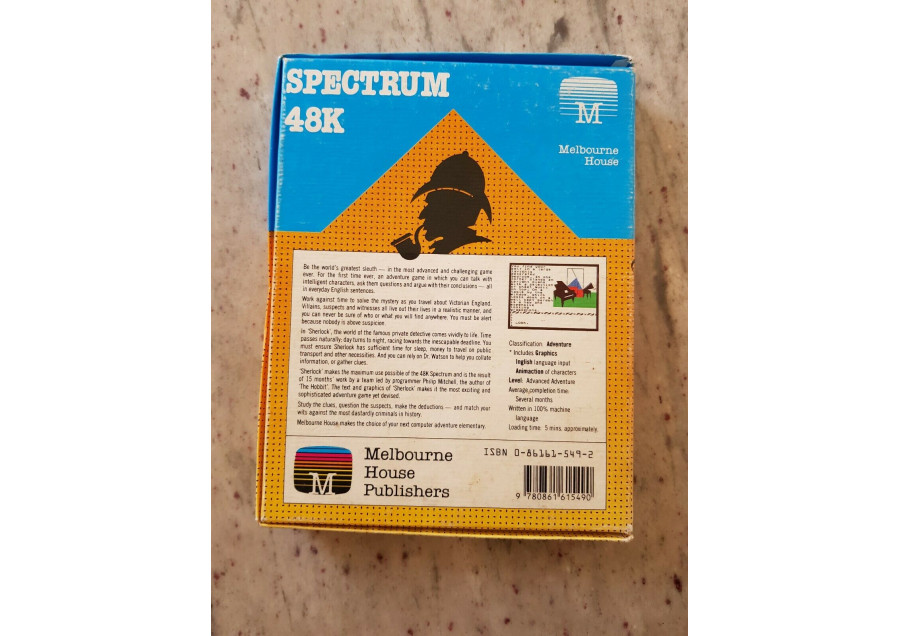 SPECTRUM
48K
M
Melbourne
House
Be the world's greatest sleuth — in the most advanced and challenging game
ever. For the first time ever, an adventure game in which you can talk with
intelligent characters, ask them questions and argue with their conclusions — all
in everyday English sentences.
Work against time to solve the mystery as you travel about Victorian England.
Villains, suspects and witnesses all live out their lives in a realistic manner, and
you can never be sure of who or what you will find anywhere. You must be alert
because nobody is above suspicion.
In 'Sherlock', the world of the famous private detective comes vividly to life. Time
passes naturally, day turns to night, racing towards the inescapable deadline. You
must ensure Sherlock has sufficient time for sleep, money to travel on public
transport and other necessities. And you can rely on Dr. Watson to help you collate
information, or gather clues.
'Sherlock' makes the maximum use possible of the 48K Spectrum and is the result
of 15 months' work by a team led by programmer Philip Mitchell, the author of
'The Hobbit'. The text and graphics of 'Sherlock' makes it the most exciting and
sophisticated adventure game yet devised.
Study the clues, question the suspects, make the deductions — and match your
wits against the most dastardly criminals in history.
Melbourne House makes the choice of your next computer adventure elementary.
Classification: Adventure
* Includes Graphics
Inglish language input
Animaction of characters
Level: Advanced Adventure
Average completion time:
Several months
Written in 100% machine
language
Loading time: 5 mins. approximately.
M
Melbourne
House
Publishers
ISBN 0-86161-549-2
9 780861 615490